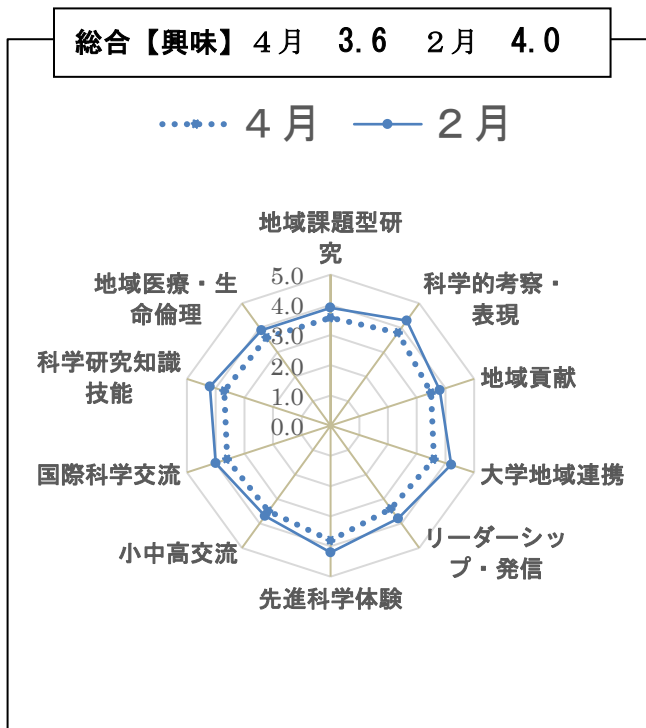 総合【興味】４月　3.6　２月　4.0
４月　２月
地域課題型研
究
科学的考察・
表現
地域貢献
大学地域連携
リーダーシッ
プ・発信
先進科学体験
小中高交流
国際科学交流
科学研究知識
技能
地域医療・生
命倫理
5.0
4.0
3.0
2.0
1.0
0.0